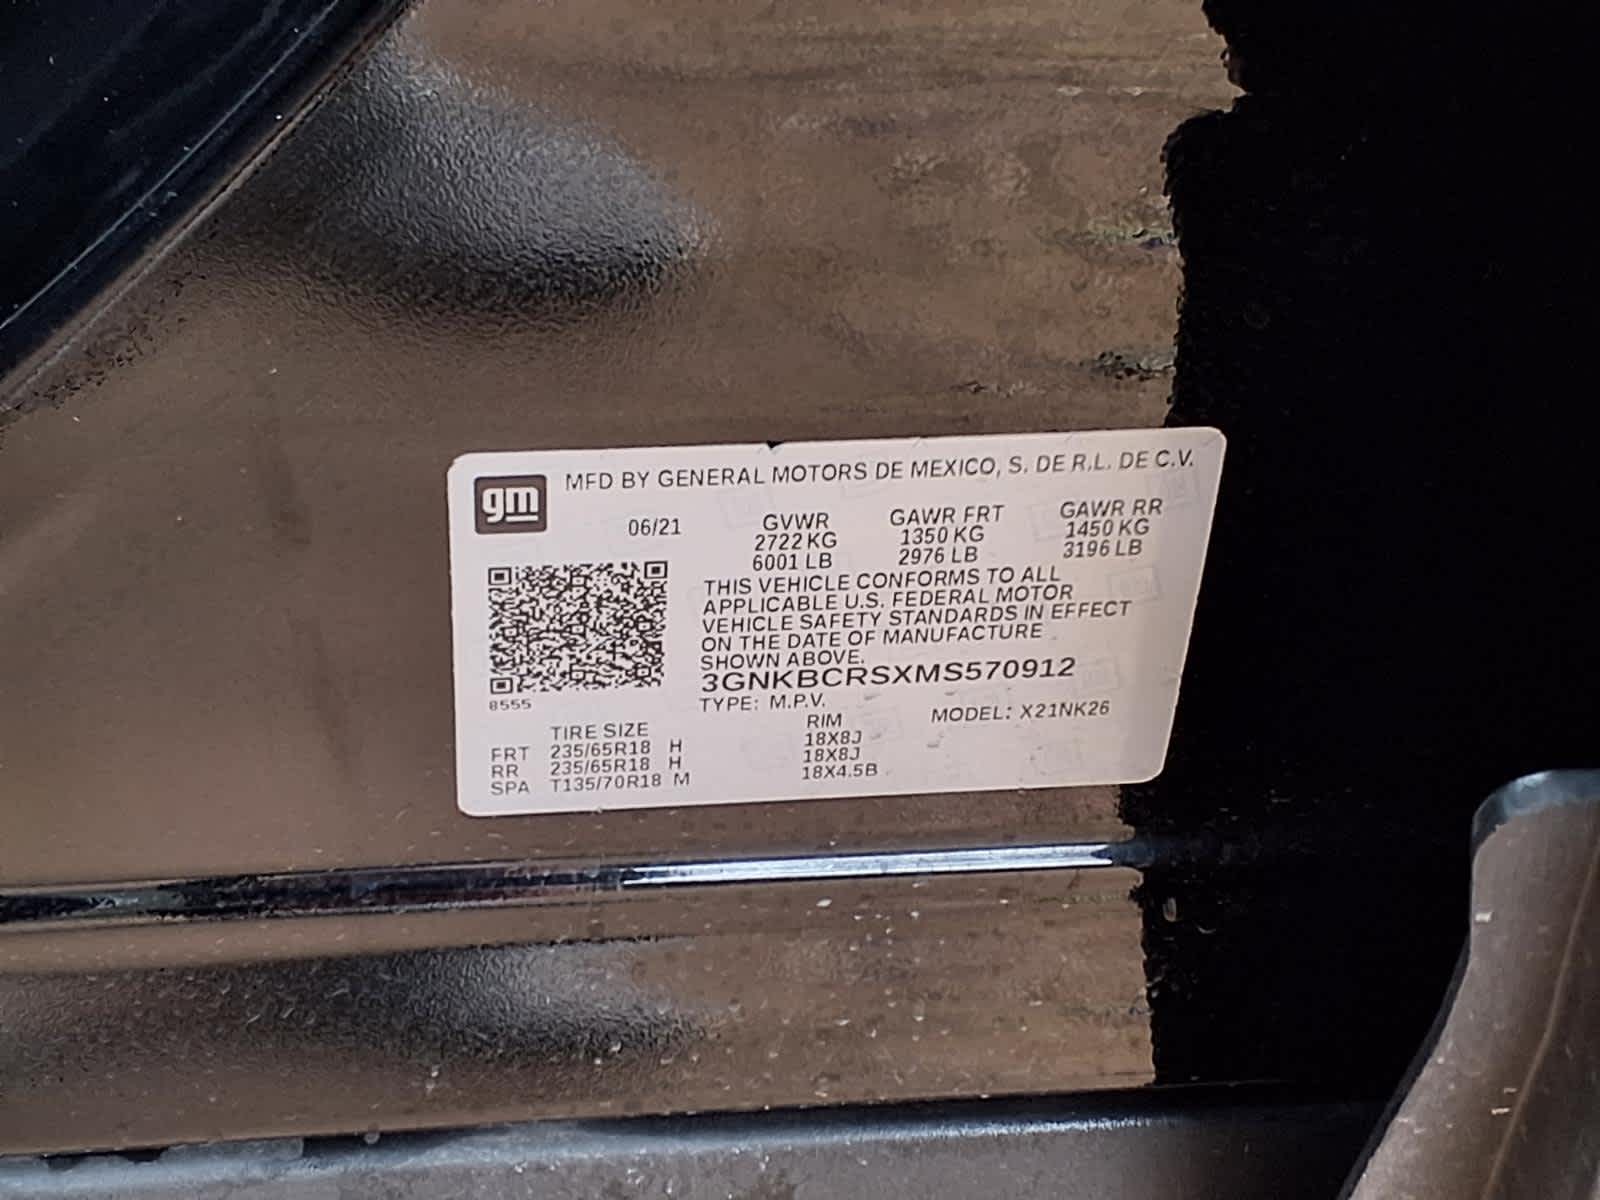 gm MFD BY GENERAL MOTORS DE MEXICO, S. DE R.L. DE C.V.
06/21 GVWR GAWR FRT GAWR RR
2722 KG 1350 KG 1450 KG
6001 LB 2976 LB 3196 LB
THIS VEHICLE CONFORMS TO ALL
APPLICABLE U.S. FEDERAL MOTOR
VEHICLE SAFETY STANDARDS IN EFFECT
ON THE DATE OF MANUFACTURE
SHOWN ABOVE.
3GNKBCRSXMS570912
8555 TYPE: M.P.V. MODEL: X21NK26
TIRE SIZE RIM
FRT 235/65R18 H 18X8J
RR 235/65R18 H 18X8J
SPA T135/70R18 M 18X4.5B